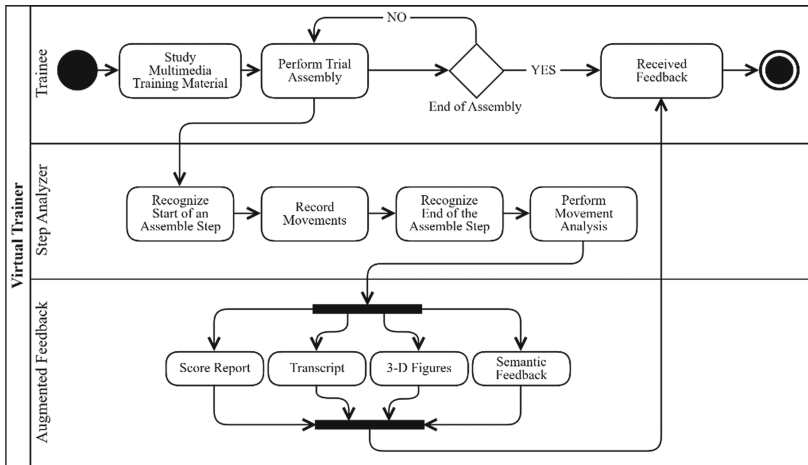 Virtual Trainer
Trainee
Study
Multimedia
Training Material
Perform Trial
Assembly
NO
End of Assembly
YES
Received
Feedback
Step Analyzer
Recognize
Start of an
Assemble Step
Record
Movements
Recognize
End of the
Assemble Step
Perform
Movement
Analysis
Augmented Feedback
Score Report
Transcript
3-D Figures
Semantic
Feedback